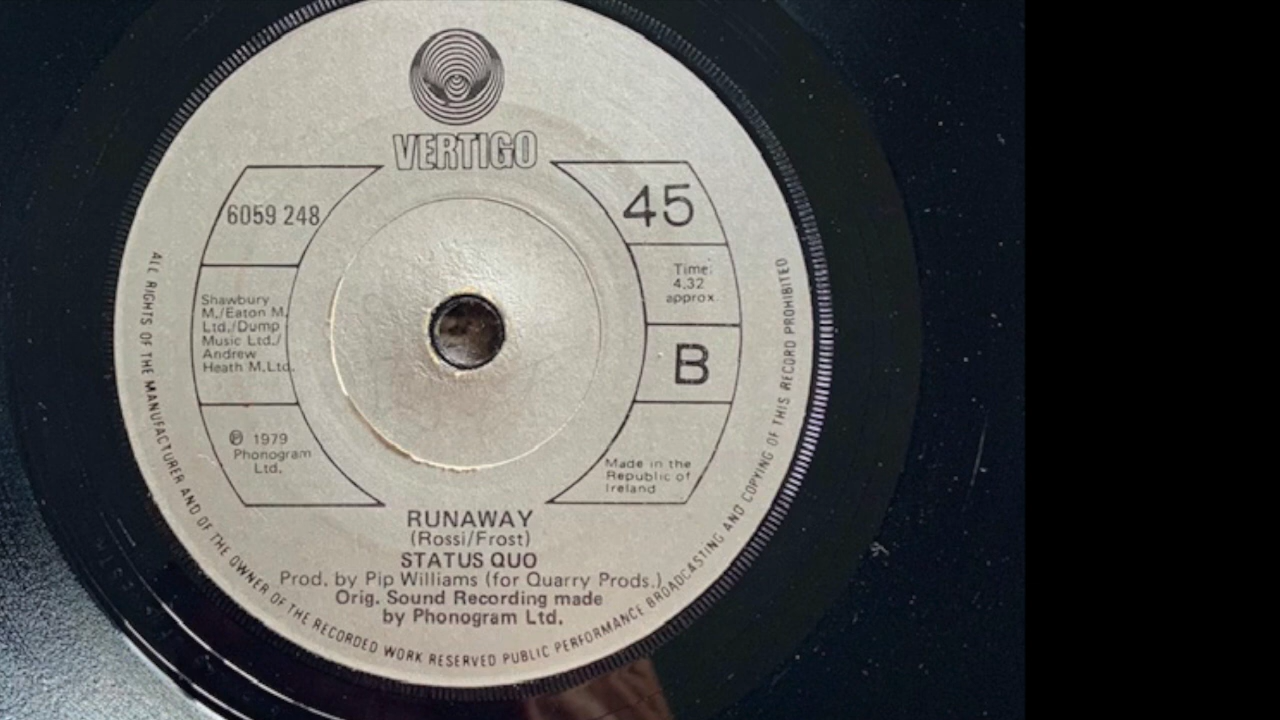 VERTIGO
6059 248
Shawbury
M./Eaton M.
Ltd./Dump
Music Ltd./
Andrew
Heath M.Ltd.
℗ 1979
Phonogram
Ltd.
45
Time:
4.32
approx
B
Made in the
Republic of
Ireland
RUNAWAY
(Rossi/Frost)
STATUS QUO
Prod. by Pip Williams (for Quarry Prods.)
Orig. Sound Recording made
by Phonogram Ltd.
ALL RIGHTS OF THE MANUFACTURER AND OF THE OWNER OF THE RECORDED WORK RESERVED PUBLIC PERFORMANCE BROADCASTING AND COPYING OF THIS RECORD PROHIBITED